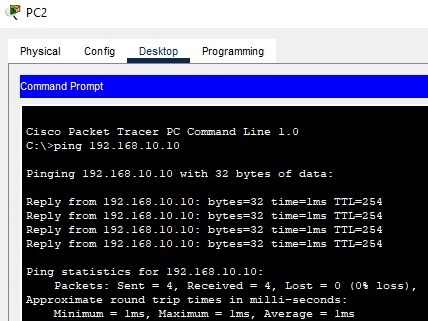 PC2
Physical Config Desktop Programming
Command Prompt
Cisco Packet Tracer PC Command Line 1.0
C:\>ping 192.168.10.10
Pinging 192.168.10.10 with 32 bytes of data:
Reply from 192.168.10.10: bytes=32 time=1ms TTL=254
Reply from 192.168.10.10: bytes=32 time=1ms TTL=254
Reply from 192.168.10.10: bytes=32 time=1ms TTL=254
Reply from 192.168.10.10: bytes=32 time=1ms TTL=254
Ping statistics for 192.168.10.10:
Packets: Sent = 4, Received = 4, Lost = 0 (0% loss),
Approximate round trip times in milli-seconds:
Minimum = 1ms, Maximum = 1ms, Average = 1ms